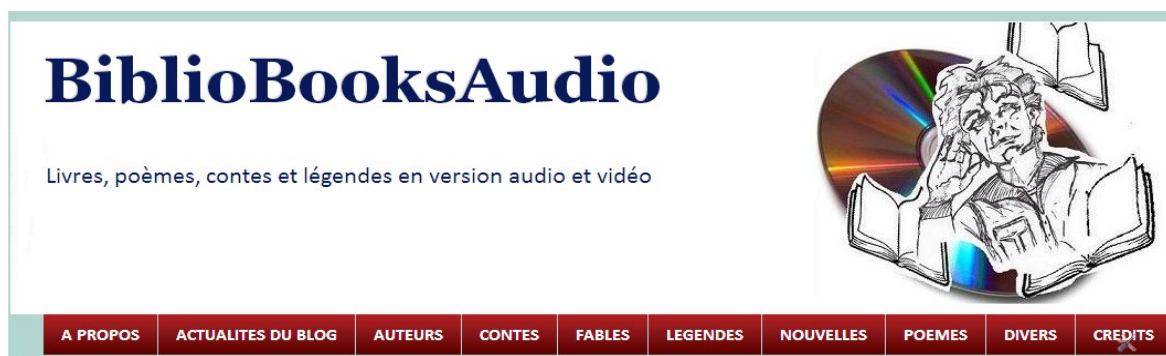 BiblioBooksAudio
Livres, poèmes, contes et légendes en version audio et vidéo
A PROPOS ACTUALITES DU BLOG AUTEURS CONTES FABLES LEGENDES NOUVELLES POEMES DIVERS CREDITS